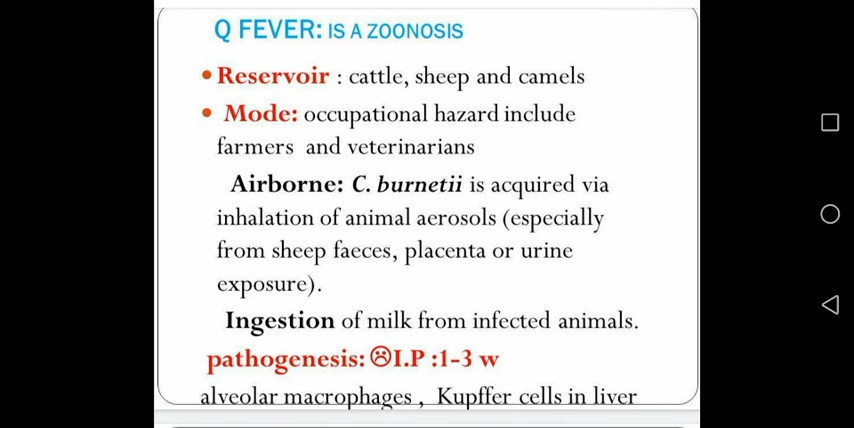 Q FEVER: IS A ZOONOSIS
•Reservoir : cattle, sheep and camels
• Mode: occupational hazard include
farmers and veterinarians
Airborne: C. burnetii is acquired via
inhalation of animal aerosols (especially
from sheep faeces, placenta or urine
exposure).
Ingestion of milk from infected animals.
pathogenesis: ☹I.P :1-3 w
alveolar macrophages , Kupffer cells in liver